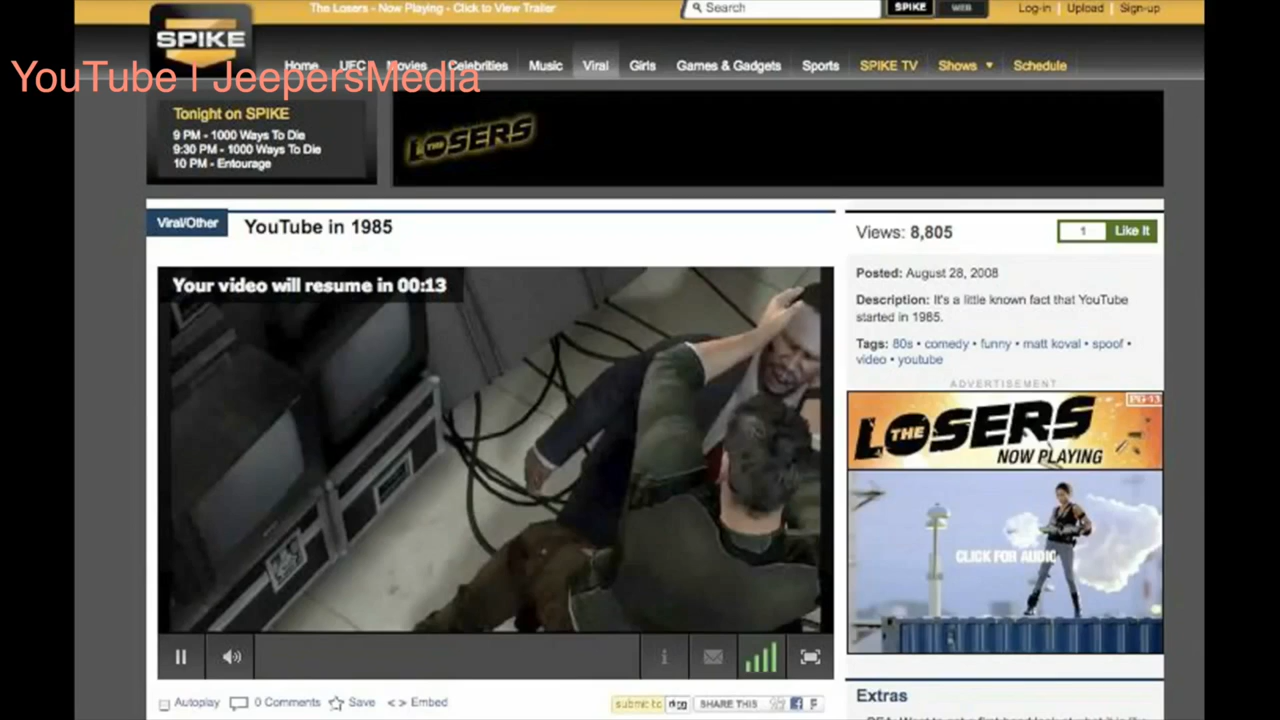 The Losers - Now Playing - Click to View Trailer
Search
SPIKE
WEB
Log-in | Upload | Sign-up
SPIKE
Home UFC Movies Celebrities Music Viral Girls Games & Gadgets Sports SPIKE TV Shows Schedule
YouTube | JeepersMedia
Tonight on SPIKE
9 PM - 1000 Ways To Die
9:30 PM - 1000 Ways To Die
10 PM - Entourage
THE LOSERS
Viral/Other
YouTube in 1985
Your video will resume in 00:13
Views: 8,805
1 Like It
Posted: August 28, 2008
Description: It's a little known fact that YouTube
started in 1985.
Tags: 80s • comedy • funny • matt koval • spoof •
video • youtube
ADVERTISEMENT
PG-13
THE LOSERS
NOW PLAYING
CLICK FOR AUDIO
Autoplay
0 Comments
Save
< > Embed
submit to digg
SHARE THIS
Extras